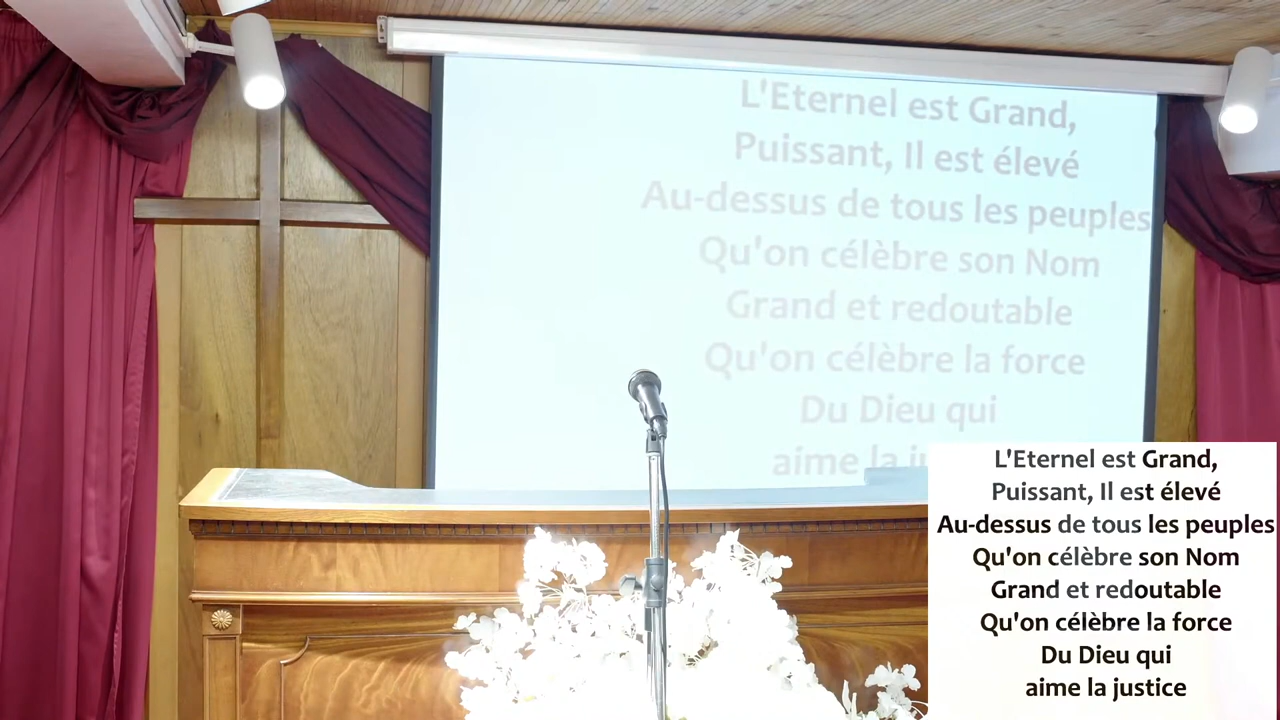 L'Eternel est Grand,
Puissant, Il est élevé
Au-dessus de tous les peuples
Qu'on célèbre son Nom
Grand et redoutable
Qu'on célèbre la force
Du Dieu qui
aime la ju
L'Eternel est Grand,
Puissant, Il est élevé
Au-dessus de tous les peuples
Qu'on célèbre son Nom
Grand et redoutable
Qu'on célèbre la force
Du Dieu qui
aime la justice